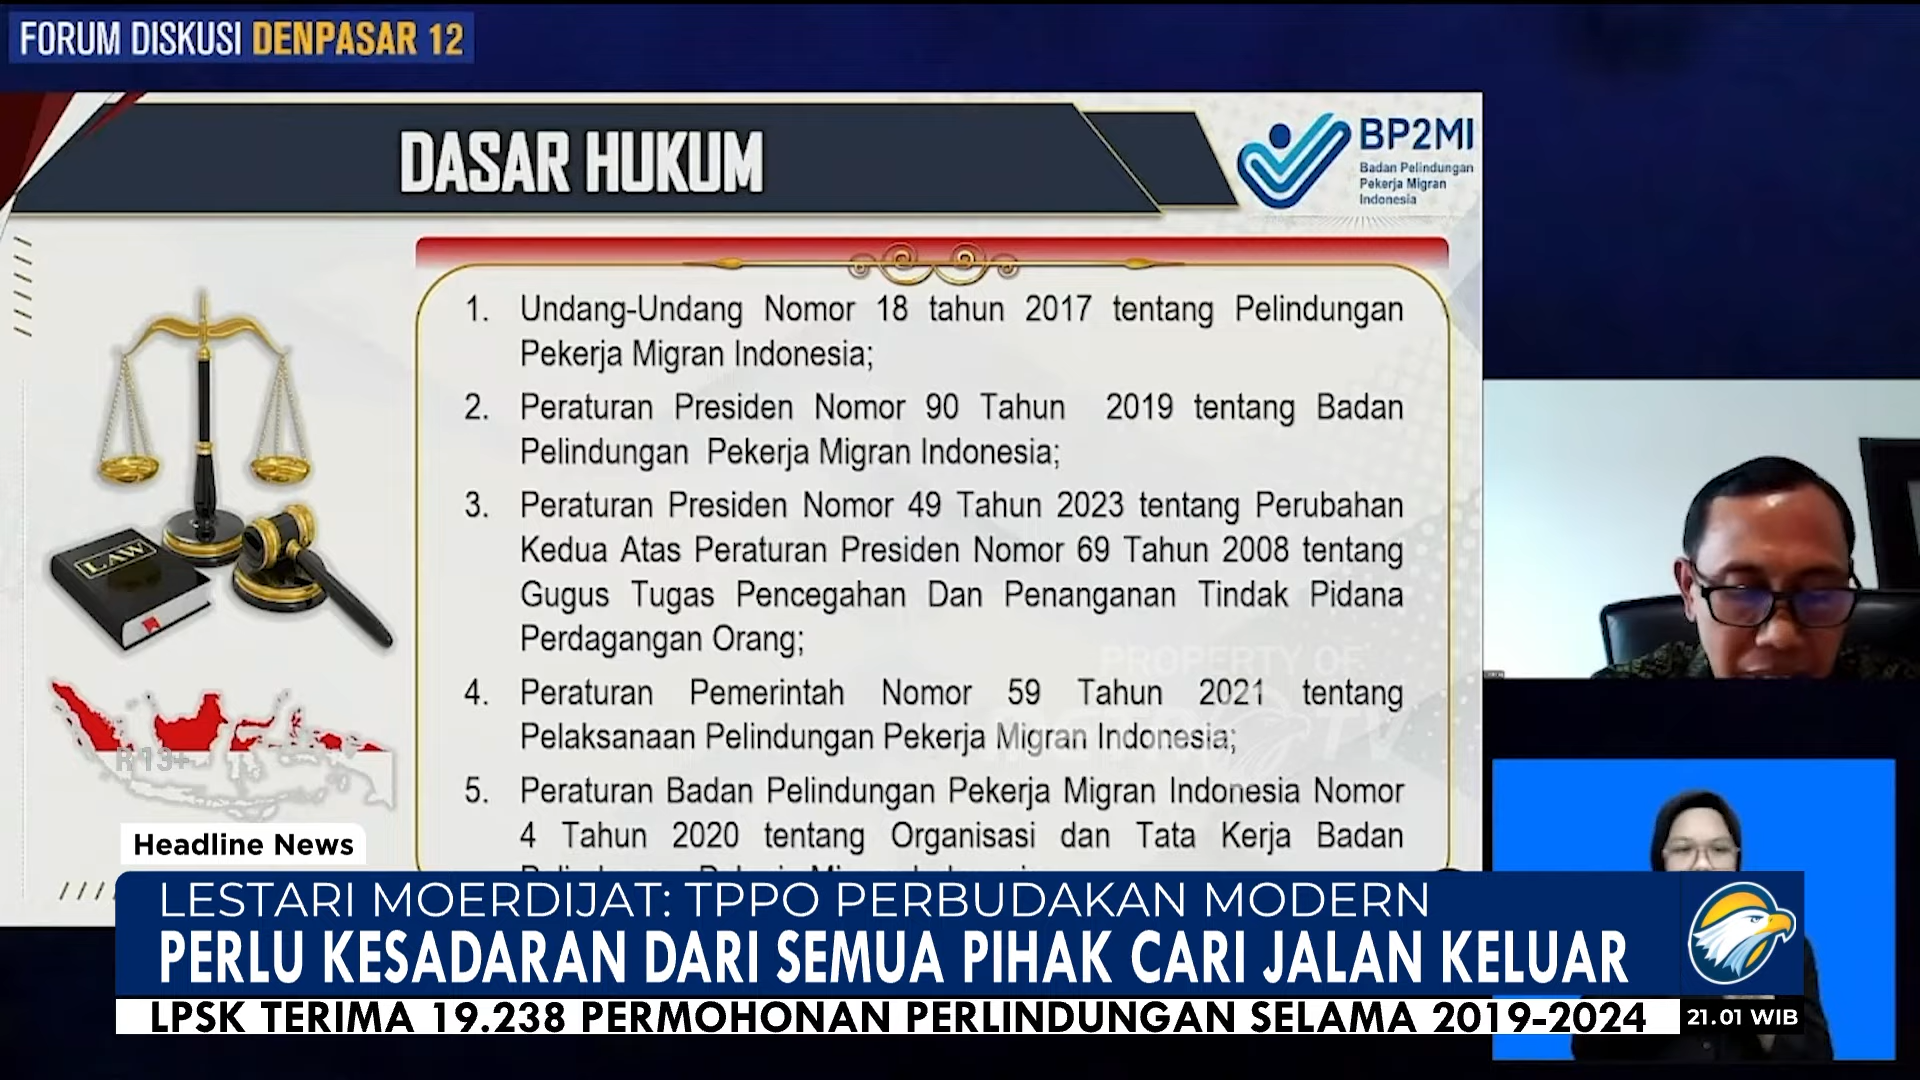 FORUM DISKUSI DENPASAR 12
DASAR HUKUM
BP2MI
Badan Pelindungan
Pekerja Migran
Indonesia
1. Undang-Undang Nomor 18 tahun 2017 tentang Pelindungan
Pekerja Migran Indonesia;
2. Peraturan Presiden Nomor 90 Tahun 2019 tentang Badan
Pelindungan Pekerja Migran Indonesia;
3. Peraturan Presiden Nomor 49 Tahun 2023 tentang Perubahan
Kedua Atas Peraturan Presiden Nomor 69 Tahun 2008 tentang
Gugus Tugas Pencegahan Dan Penanganan Tindak Pidana
Perdagangan Orang;
4. Peraturan Pemerintah Nomor 59 Tahun 2021 tentang
Pelaksanaan Pelindungan Pekerja Migran Indonesia;
5. Peraturan Badan Pelindungan Pekerja Migran Indonesia Nomor
4 Tahun 2020 tentang Organisasi dan Tata Kerja Badan
LAW
R 13+
PROPERTY OF
TV
Headline News
LESTARI MOERDIJAT: TPPO PERBUDAKAN MODERN
PERLU KESADARAN DARI SEMUA PIHAK CARI JALAN KELUAR
LPSK TERIMA 19.238 PERMOHONAN PERLINDUNGAN SELAMA 2019-2024
21.01 WIB